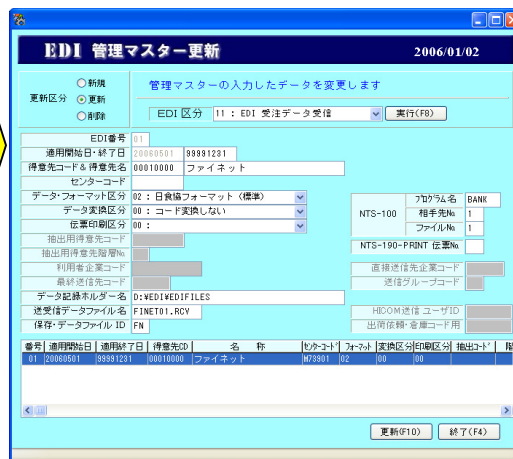 EDI 管理マスター更新 2006/01/02
更新区分 新規 更新 削除
管理マスターの入力したデータを変更します
EDI 区分 11 : EDI 受注データ受信 実行(F8)
EDI番号 01
適用開始日・終了日 20060501 99991231
得意先コード&得意先名 00010000 ファイネット
センターコード
データ・フォーマット区分 02 : 日食協フォーマット (標準)
データ変換区分 00 : コード変換しない
伝票印刷区分 00 :
NTS-100 プログラム名 BANK
相手先No. 1
ファイルNo. 1
NTS-190-PRINT 伝票No.
抽出用得意先コード
抽出用得意先階層No.
利用者企業コード
最終送信先コード
直接送信先企業コード
送信グループコード
データ記録ホルダー名 D:¥EDI¥EDIFILES
送受信データファイル名 FINET01.RCV
保存・データファイル ID FN
HICOM送信 ユーザID
出荷依頼・倉庫コード用
番号 適用開始日 適用終了日 得意先CD 名 称 センターコード フォーマット 変換区分 印刷区分 抽出コード 階
01 20060501 99991231 00010000 ファイネット M73901 02 00 00
更新(F10) 終了(F4)